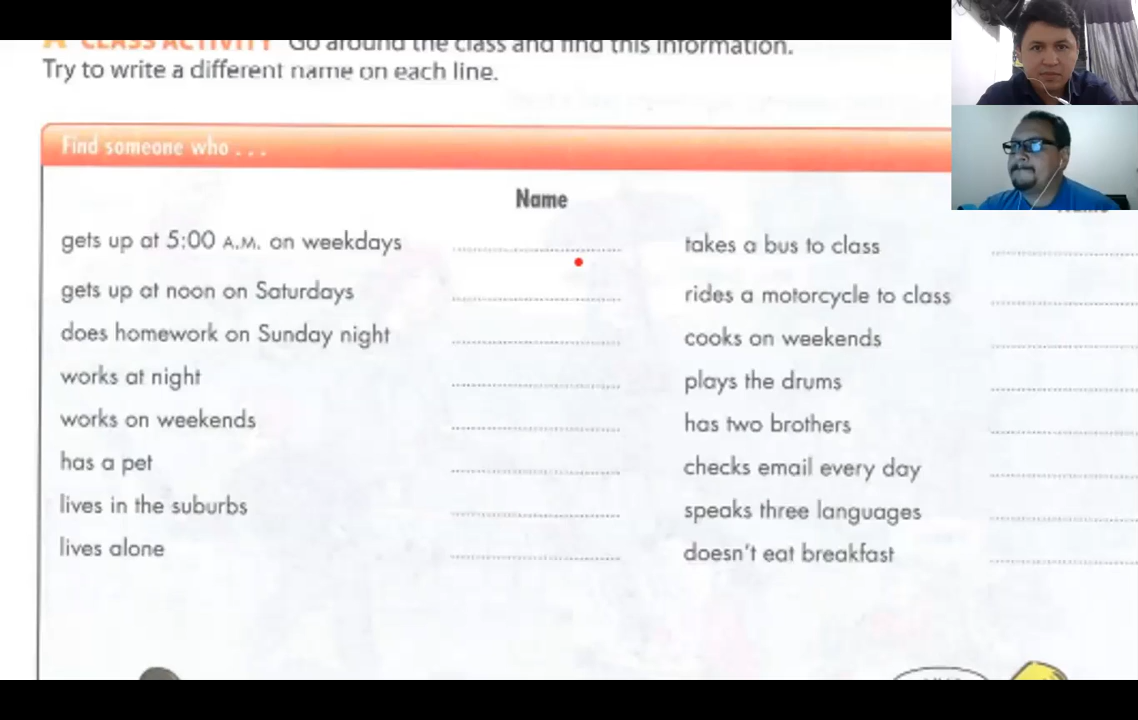 CLASS ACTIVITY Go around the class and find this information.
Try to write a different name on each line.
Find someone who . . .
Name
gets up at 5:00 A.M. on weekdays
gets up at noon on Saturdays
does homework on Sunday night
works at night
works on weekends
has a pet
lives in the suburbs
lives alone
takes a bus to class
rides a motorcycle to class
cooks on weekends
plays the drums
has two brothers
checks email every day
speaks three languages
doesn't eat breakfast